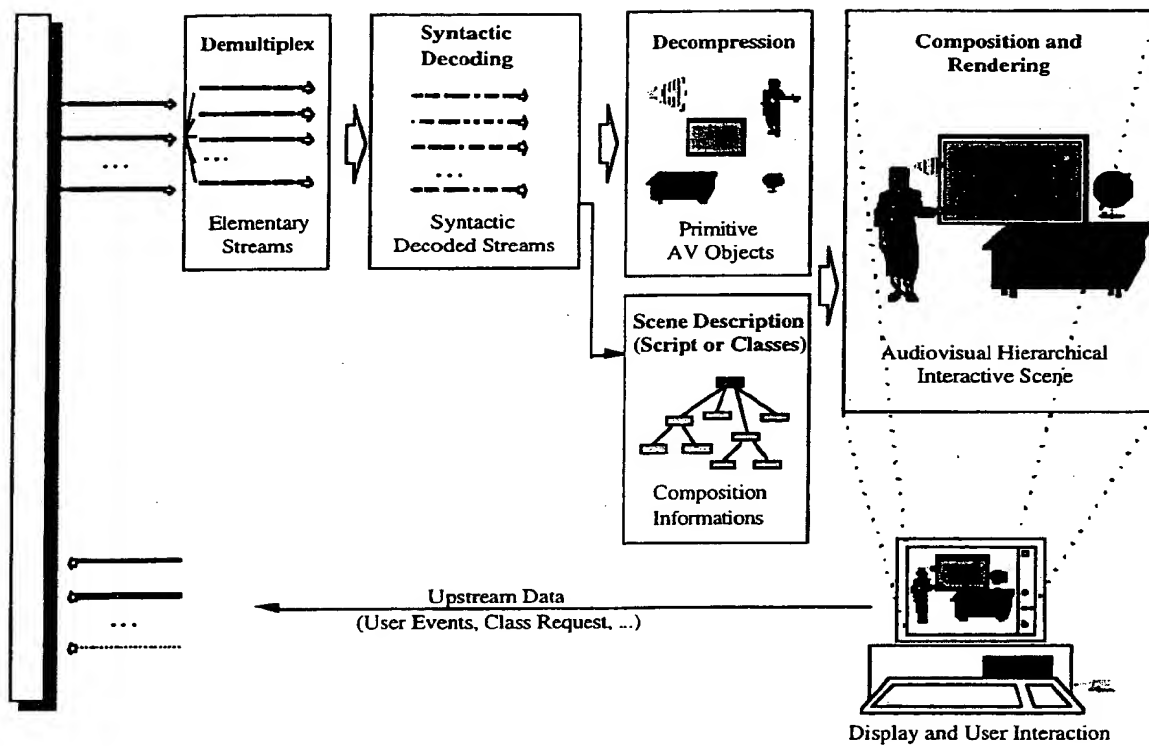 Demultiplex
...
Elementary
Streams
Syntactic
Decoding
...
Syntactic
Decoded Streams
Decompression
Primitive
AV Objects
Scene Description
(Script or Classes)
Composition
Informations
Composition and
Rendering
Audiovisual Hierarchical
Interactive Scene
...
...
Upstream Data
(User Events, Class Request, ...)
Display and User Interaction